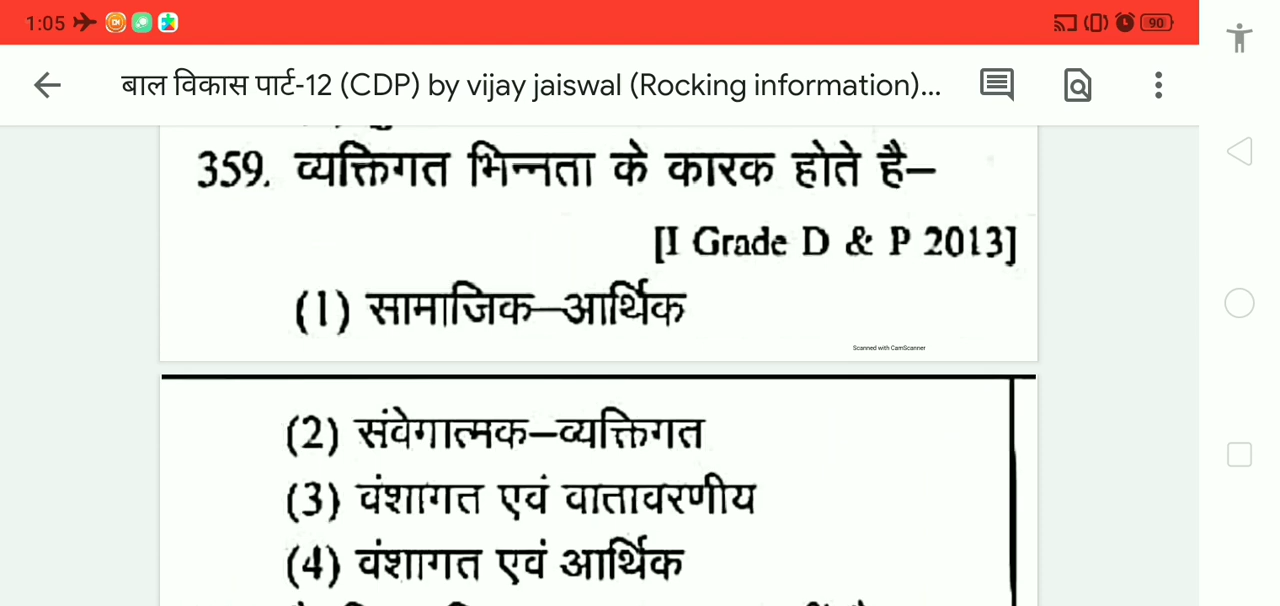 1:05 90
बाल विकास पार्ट-12 (CDP) by vijay jaiswal (Rocking information)...
359. व्यक्तिगत भिन्नता के कारक होते है–
[I Grade D & P 2013]
(1) सामाजिक–आर्थिक
Scanned with CamScanner
(2) संवेगात्मक–व्यक्तिगत
(3) वंशागत एवं वातावरणीय
(4) वंशागत एवं आर्थिक